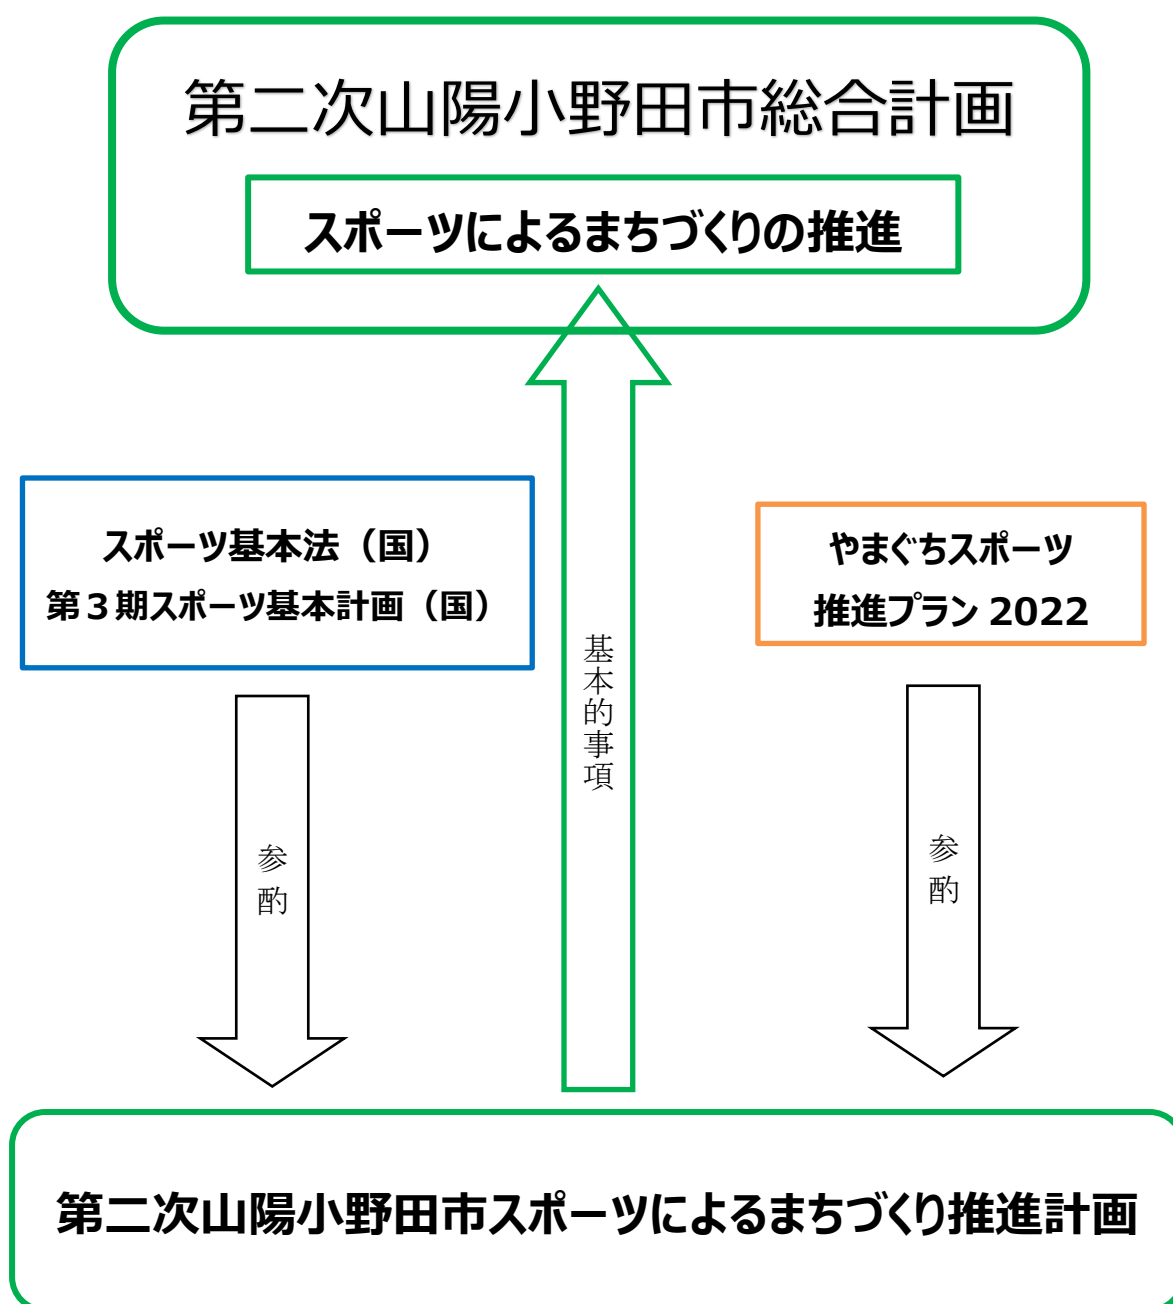 第二次山陽小野田市総合計画
スポーツによるまちづくりの推進
スポーツ基本法（国）
第３期スポーツ基本計画（国）
やまぐちスポーツ
推進プラン 2022
基本的事項
参酌
参酌
第二次山陽小野田市スポーツによるまちづくり推進計画